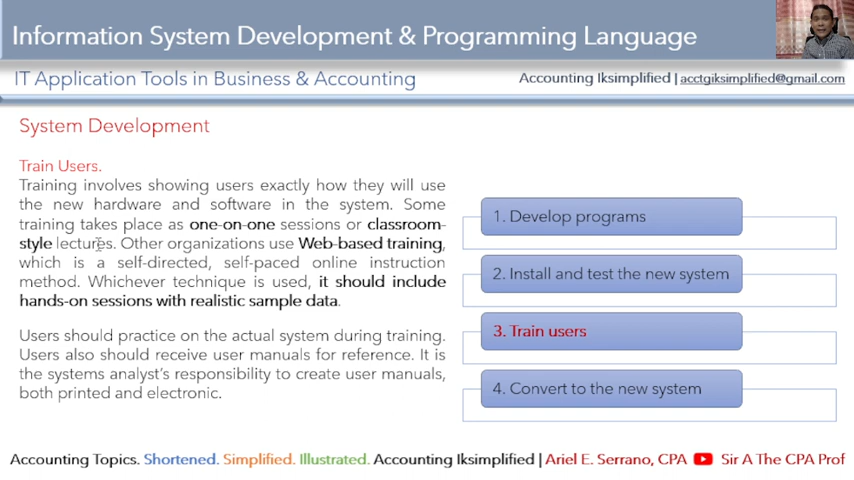 Information System Development & Programming Language
IT Application Tools in Business & Accounting
Accounting Iksimplified | acctgiksimplified@gmail.com
System Development
Train Users.
Training involves showing users exactly how they will use
the new hardware and software in the system. Some
training takes place as one-on-one sessions or classroom-
style lectures. Other organizations use Web-based training,
which is a self-directed, self-paced online instruction
method. Whichever technique is used, it should include
hands-on sessions with realistic sample data.
Users should practice on the actual system during training.
Users also should receive user manuals for reference. It is
the systems analyst's responsibility to create user manuals,
both printed and electronic.
1. Develop programs
2. Install and test the new system
3. Train users
4. Convert to the new system
Accounting Topics. Shortened. Simplified. Illustrated. Accounting Iksimplified | Ariel E. Serrano, CPA Sir A The CPA Prof